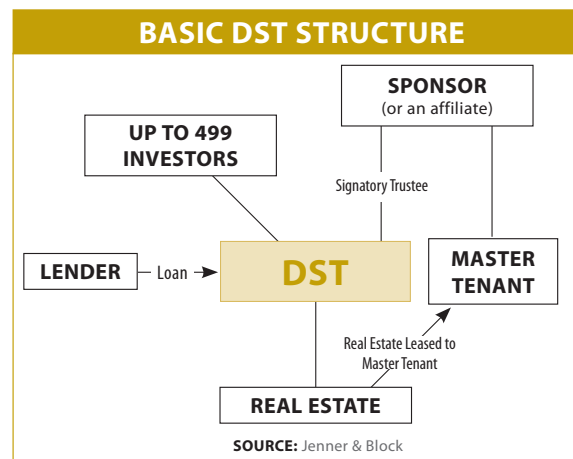 BASIC DST STRUCTURE
SPONSOR
(or an affiliate)
UP TO 499
INVESTORS
Signatory Trustee
LENDER
Loan
DST
MASTER
TENANT
Real Estate Leased to
Master Tenant
REAL ESTATE
SOURCE: Jenner & Block